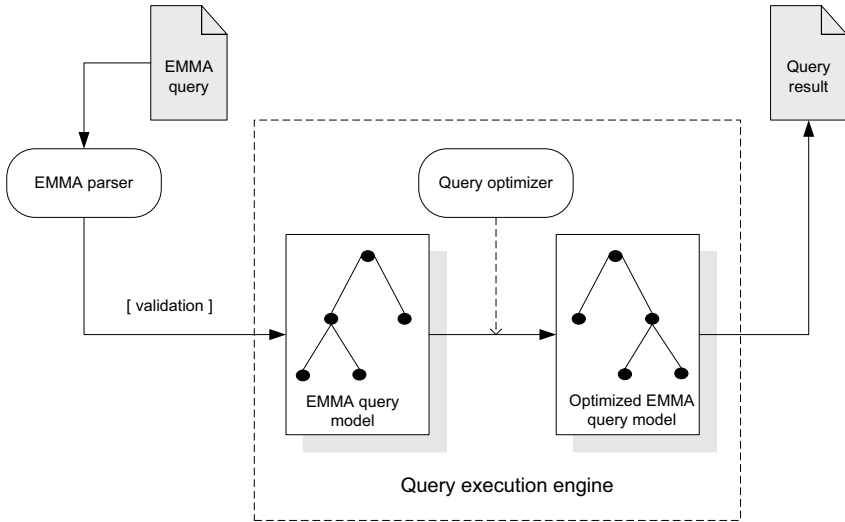 EMMA
query
Query
result
EMMA parser
Query optimizer
[ validation ]
EMMA query
model
Optimized EMMA
query model
Query execution engine